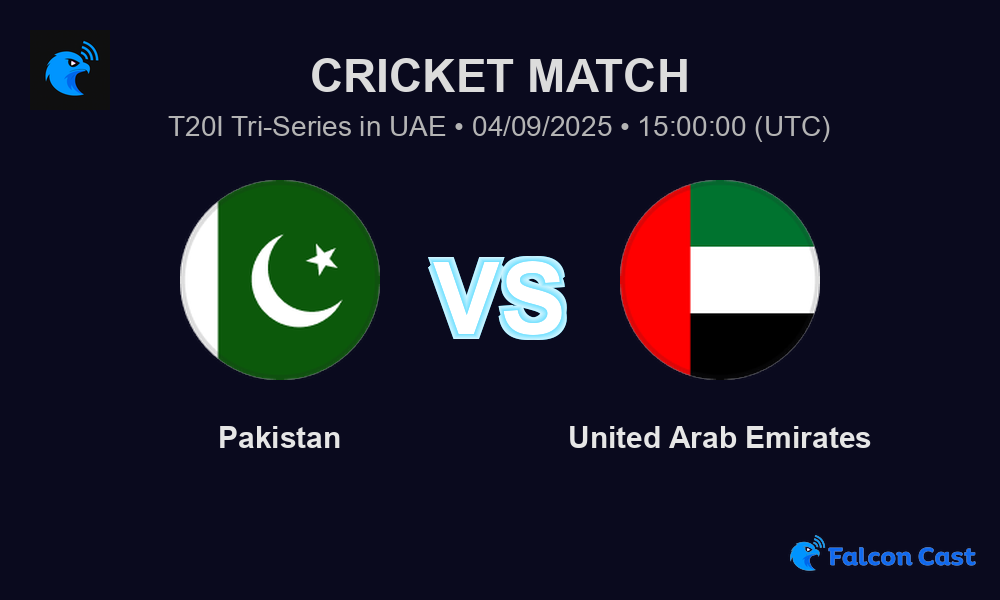 CRICKET MATCH
T20I Tri-Series in UAE • 04/09/2025 • 15:00:00 (UTC)
VS
Pakistan
United Arab Emirates
Falcon Cast